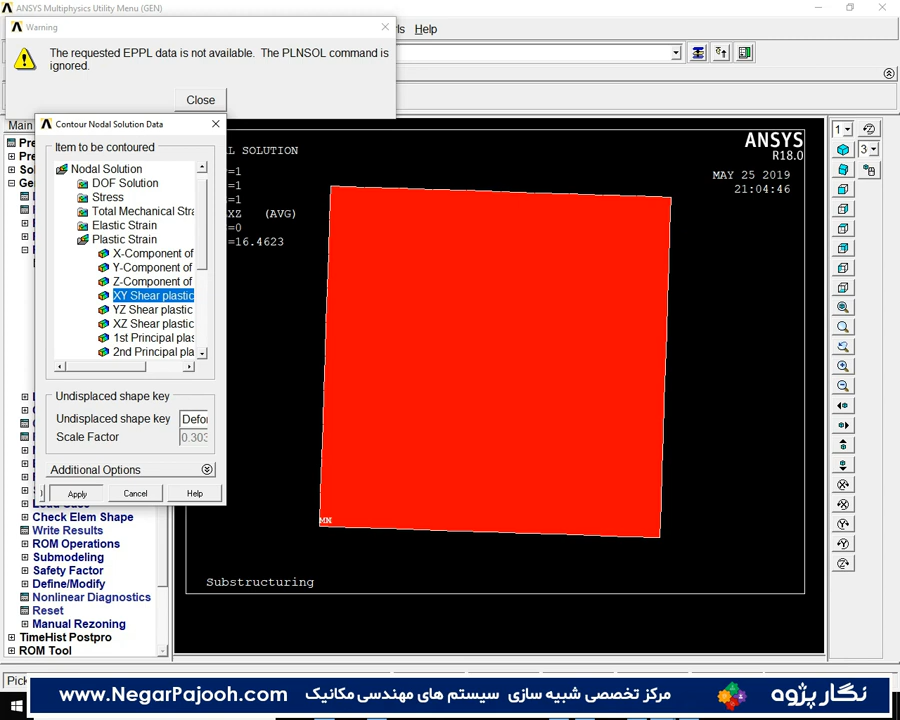 ANSYS Multiphysics Utility Menu (GEN)
Warning
Help
The requested EPPL data is not available. The PLNSOL command is
ignored.
Close
Main
Contour Nodal Solution Data
Item to be contoured
Nodal Solution
DOF Solution
Stress
Total Mechanical Stra
Elastic Strain
Plastic Strain
X-Component of
Y-Component of
Z-Component of
XY Shear plastic
YZ Shear plastic
XZ Shear plastic
1st Principal plas
2nd Principal pla
Undisplaced shape key
Undisplaced shape key Defor
Scale Factor 0.303
Additional Options
Apply Cancel Help
Check Elem Shape
Write Results
ROM Operations
Submodeling
Safety Factor
Define/Modify
Nonlinear Diagnostics
Reset
Manual Rezoning
TimeHist Postpro
ROM Tool
Pick
L SOLUTION
=1
=1
=1
XZ (AVG)
=0
=16.4623
ANSYS
R18.0
MAY 25 2019
21:04:46
MN
Substructuring
1
3
www.NegarPajooh.com
مرکز تخصصی شبیه سازی سیستم های مهندسی مکانیک
نگار پژوه